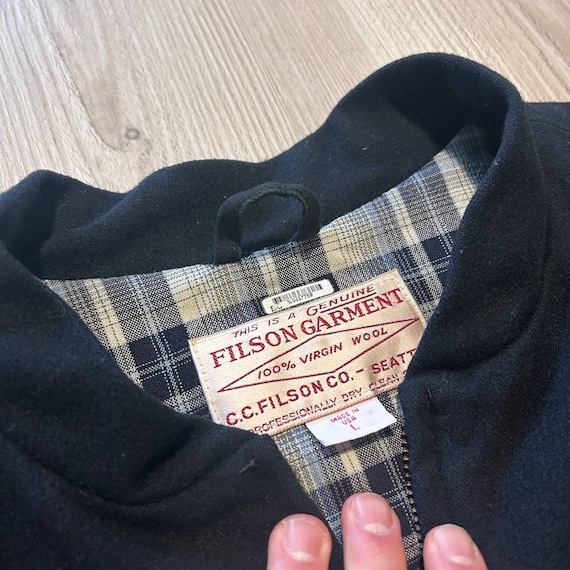 THIS IS A GENUINE
FILSON GARMENT
100% VIRGIN WOOL
C.C.FILSON CO. – SEATT
PROFESSIONALLY DRY CLEAN
MADE IN
USA
L